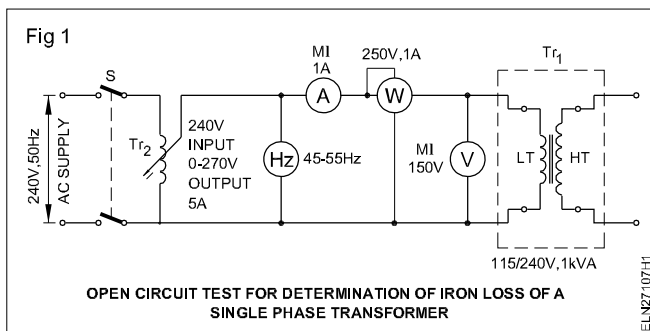 Fig 1
S
240V,50Hz
AC SUPPLY
Tr2
240V
INPUT
0-270V
OUTPUT
5A
Hz
45-55Hz
MI
1A
A
250V,1A
W
MI
150V
V
Tr1
LT
HT
115/240V,1kVA
OPEN CIRCUIT TEST FOR DETERMINATION OF IRON LOSS OF A
SINGLE PHASE TRANSFORMER
ELN27107H1